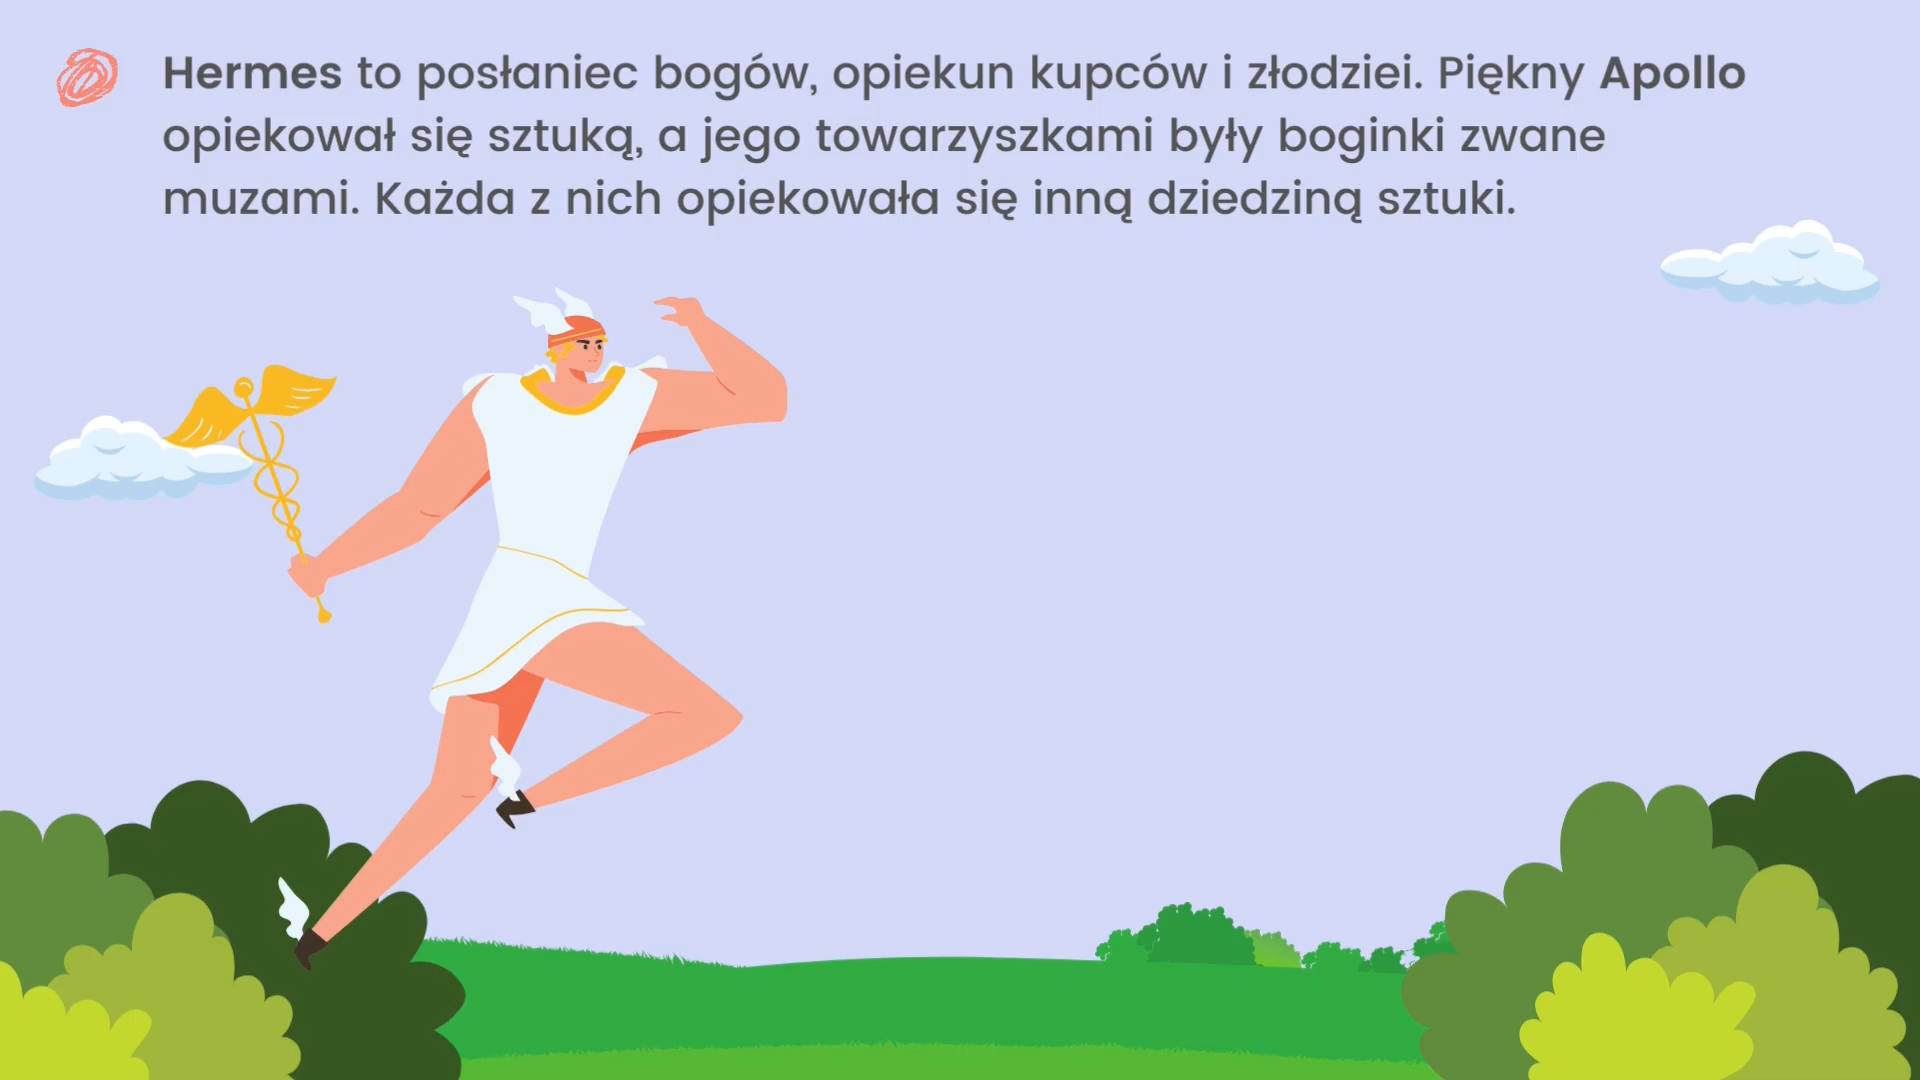 Hermes to posłaniec bogów, opiekun kupców i złodziei. Piękny Apollo
opiekował się sztuką, a jego towarzyszkami były boginki zwane
muzami. Każda z nich opiekowała się inną dziedziną sztuki.